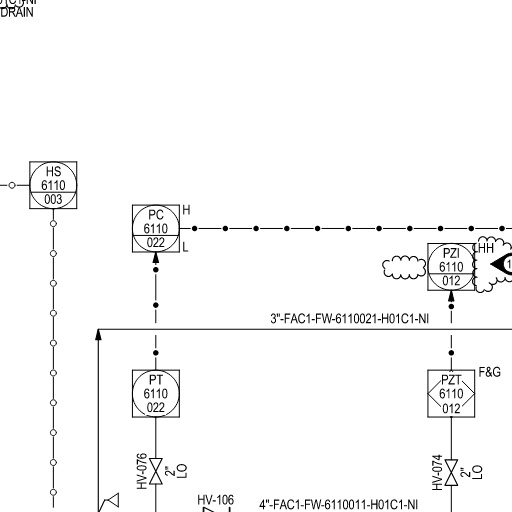 DRAIN
HS
6110
003
PC
6110
022
H
L
HH
PZI
6110
012
1
3"-FAC1-FW-6110021-H01C1-NI
PT
6110
022
F&G
PZT
6110
012
HV-076
2"
LO
HV-074
2"
LO
HV-106
4"-FAC1-FW-6110011-H01C1-NI